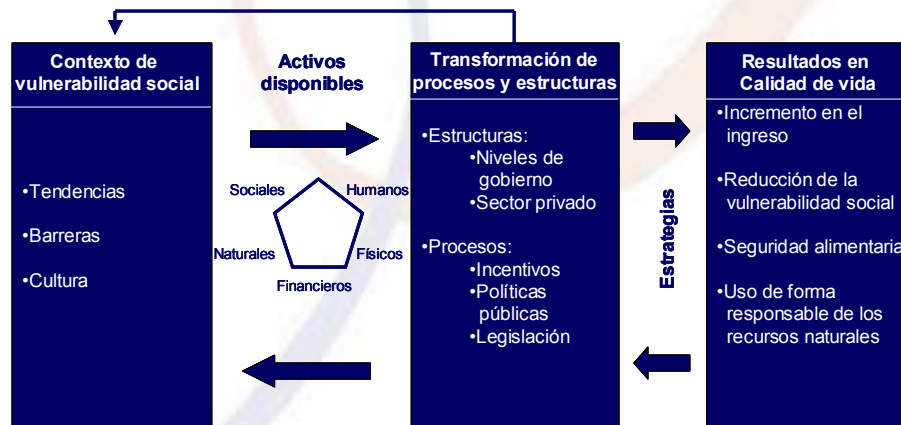 Contexto de
vulnerabilidad social
•Tendencias
•Barreras
•Cultura
Activos
disponibles
Sociales
Humanos
Naturales
Físicos
Financieros
Transformación de
procesos y estructuras
•Estructuras:
•Niveles de
gobierno
•Sector privado
•Procesos:
•Incentivos
•Políticas
públicas
•Legislación
Estrategias
Resultados en
Calidad de vida
•Incremento en el
ingreso
•Reducción de la
vulnerabilidad social
•Seguridad alimentaria
•Uso de forma
responsable de los
recursos naturales